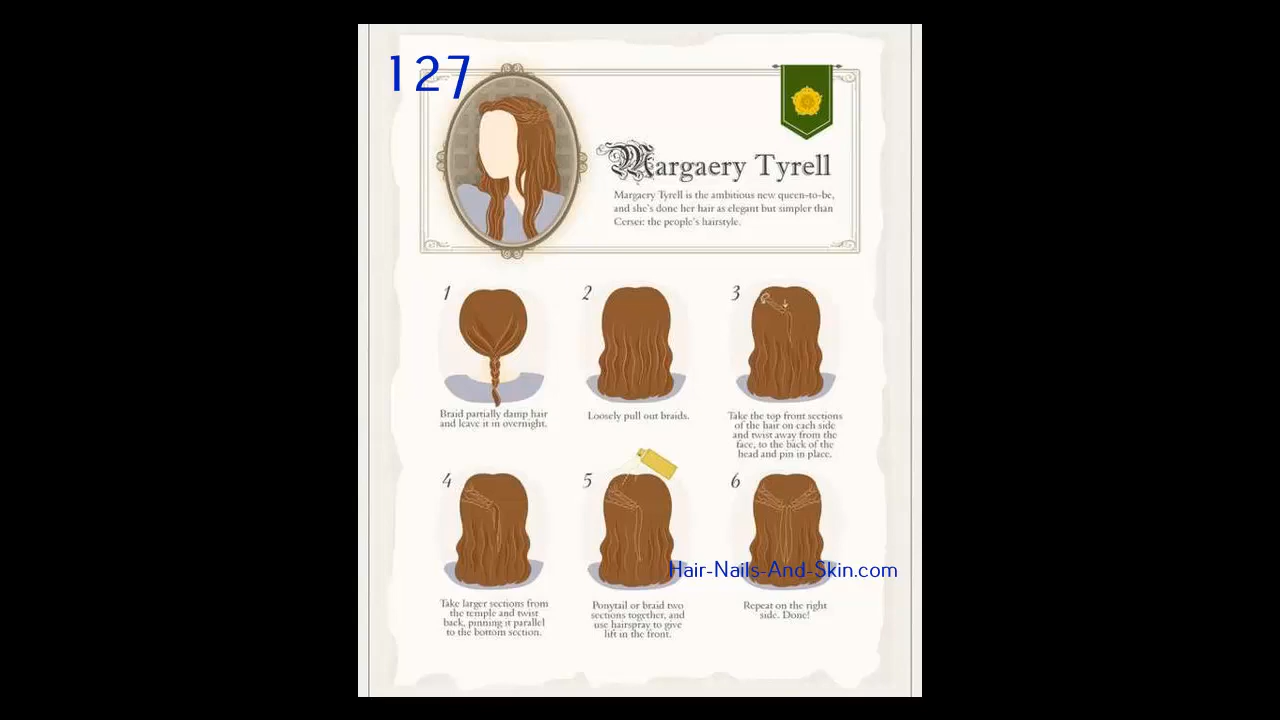 127
Margaery Tyrell
Margaery Tyrell is the ambitious new queen-to-be,
and she's done her hair as elegant but simpler than
Cersei: the people's hairstyle.
1
Braid partially damp hair
and leave it in overnight.
2
Loosely pull out braids.
3
Take the top front sections
of the hair on each side
and twist away from the
face, to the back of the
head and pin in place.
4
Take larger sections from
the temple and twist
back, pinning it parallel
to the bottom section.
5
Ponytail or braid two
sections together, and
use hairspray to give
lift in the front.
6
Repeat on the right
side. Done!
Hair-Nails-And-Skin.com